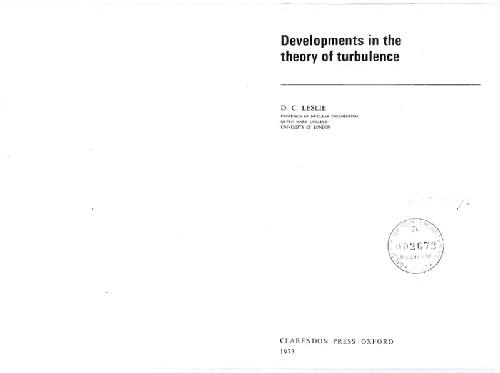 Developments in the
theory of turbulence
D. C. LESLIE
PROFESSOR OF NUCLEAR ENGINEERING
QUEEN MARY COLLEGE
UNIVERSITY OF LONDON
002672
CLARENDON PRESS · OXFORD
1973